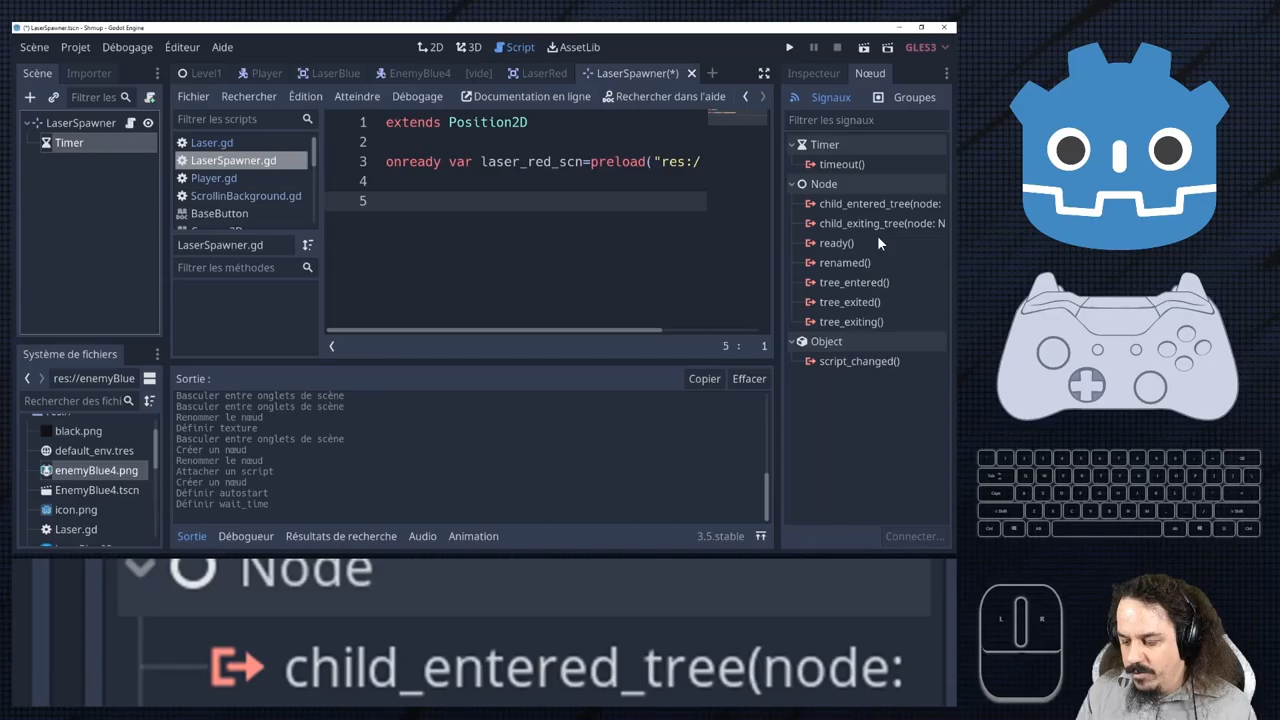 (*) LaserSpawner.tscn - Shmup - Godot Engine
Scène Projet Débogage Éditeur Aide
2D 3D Script AssetLib
GLES3
Scène Importer
Level1 Player LaserBlue EnemyBlue4 [vide] LaserRed LaserSpawner(*)
Inspecteur Nœud
Filtrer les
Fichier Rechercher Édition Atteindre Débogage Documentation en ligne Rechercher dans l'aide
Signaux Groupes
LaserSpawner
Timer
Filtrer les scripts
Laser.gd
LaserSpawner.gd
Player.gd
ScrollinBackground.gd
BaseButton
LaserSpawner.gd
Filtrer les méthodes
1 extends Position2D
2
3 onready var laser_red_scn=preload("res:/
4
5
5 : 1
Filtrer les signaux
Timer
timeout()
Node
child_entered_tree(node:
child_exiting_tree(node: N
ready()
renamed()
tree_entered()
tree_exited()
tree_exiting()
Object
script_changed()
Connecter...
Système de fichiers
res://enemyBlue
Recherche des fichi
black.png
default_env.tres
enemyBlue4.png
EnemyBlue4.tscn
icon.png
Laser.gd
Sortie :
Copier Effacer
Basculer entre onglets de scène
Basculer entre onglets de scène
Renommer le nœud
Définir texture
Basculer entre onglets de scène
Créer un nœud
Renommer le nœud
Attacher un script
Créer un nœud
Définir autostart
Définir wait_time
Sortie Débogueur Résultats de recherche Audio Animation
3.5.stable
Node
child_entered_tree(node:
L R